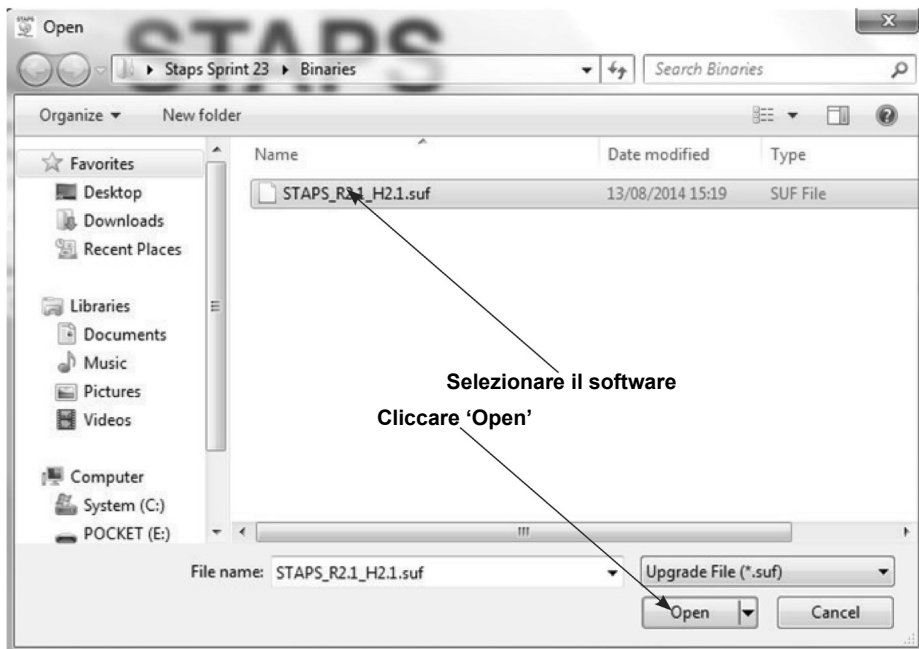 STAPS
Open
STAPS
Staps Sprint 23 Binaries
Search Binaries
Organize New folder
Name Date modified Type
STAPS_R2.1_H2.1.suf 13/08/2014 15:19 SUF File
Favorites
Desktop
Downloads
Recent Places
Libraries
Documents
Music
Pictures
Videos
Computer
System (C:)
POCKET (E:)
Selezionare il software
Cliccare ‘Open’
File name: STAPS_R2.1_H2.1.suf Upgrade File (*.suf)
Open Cancel